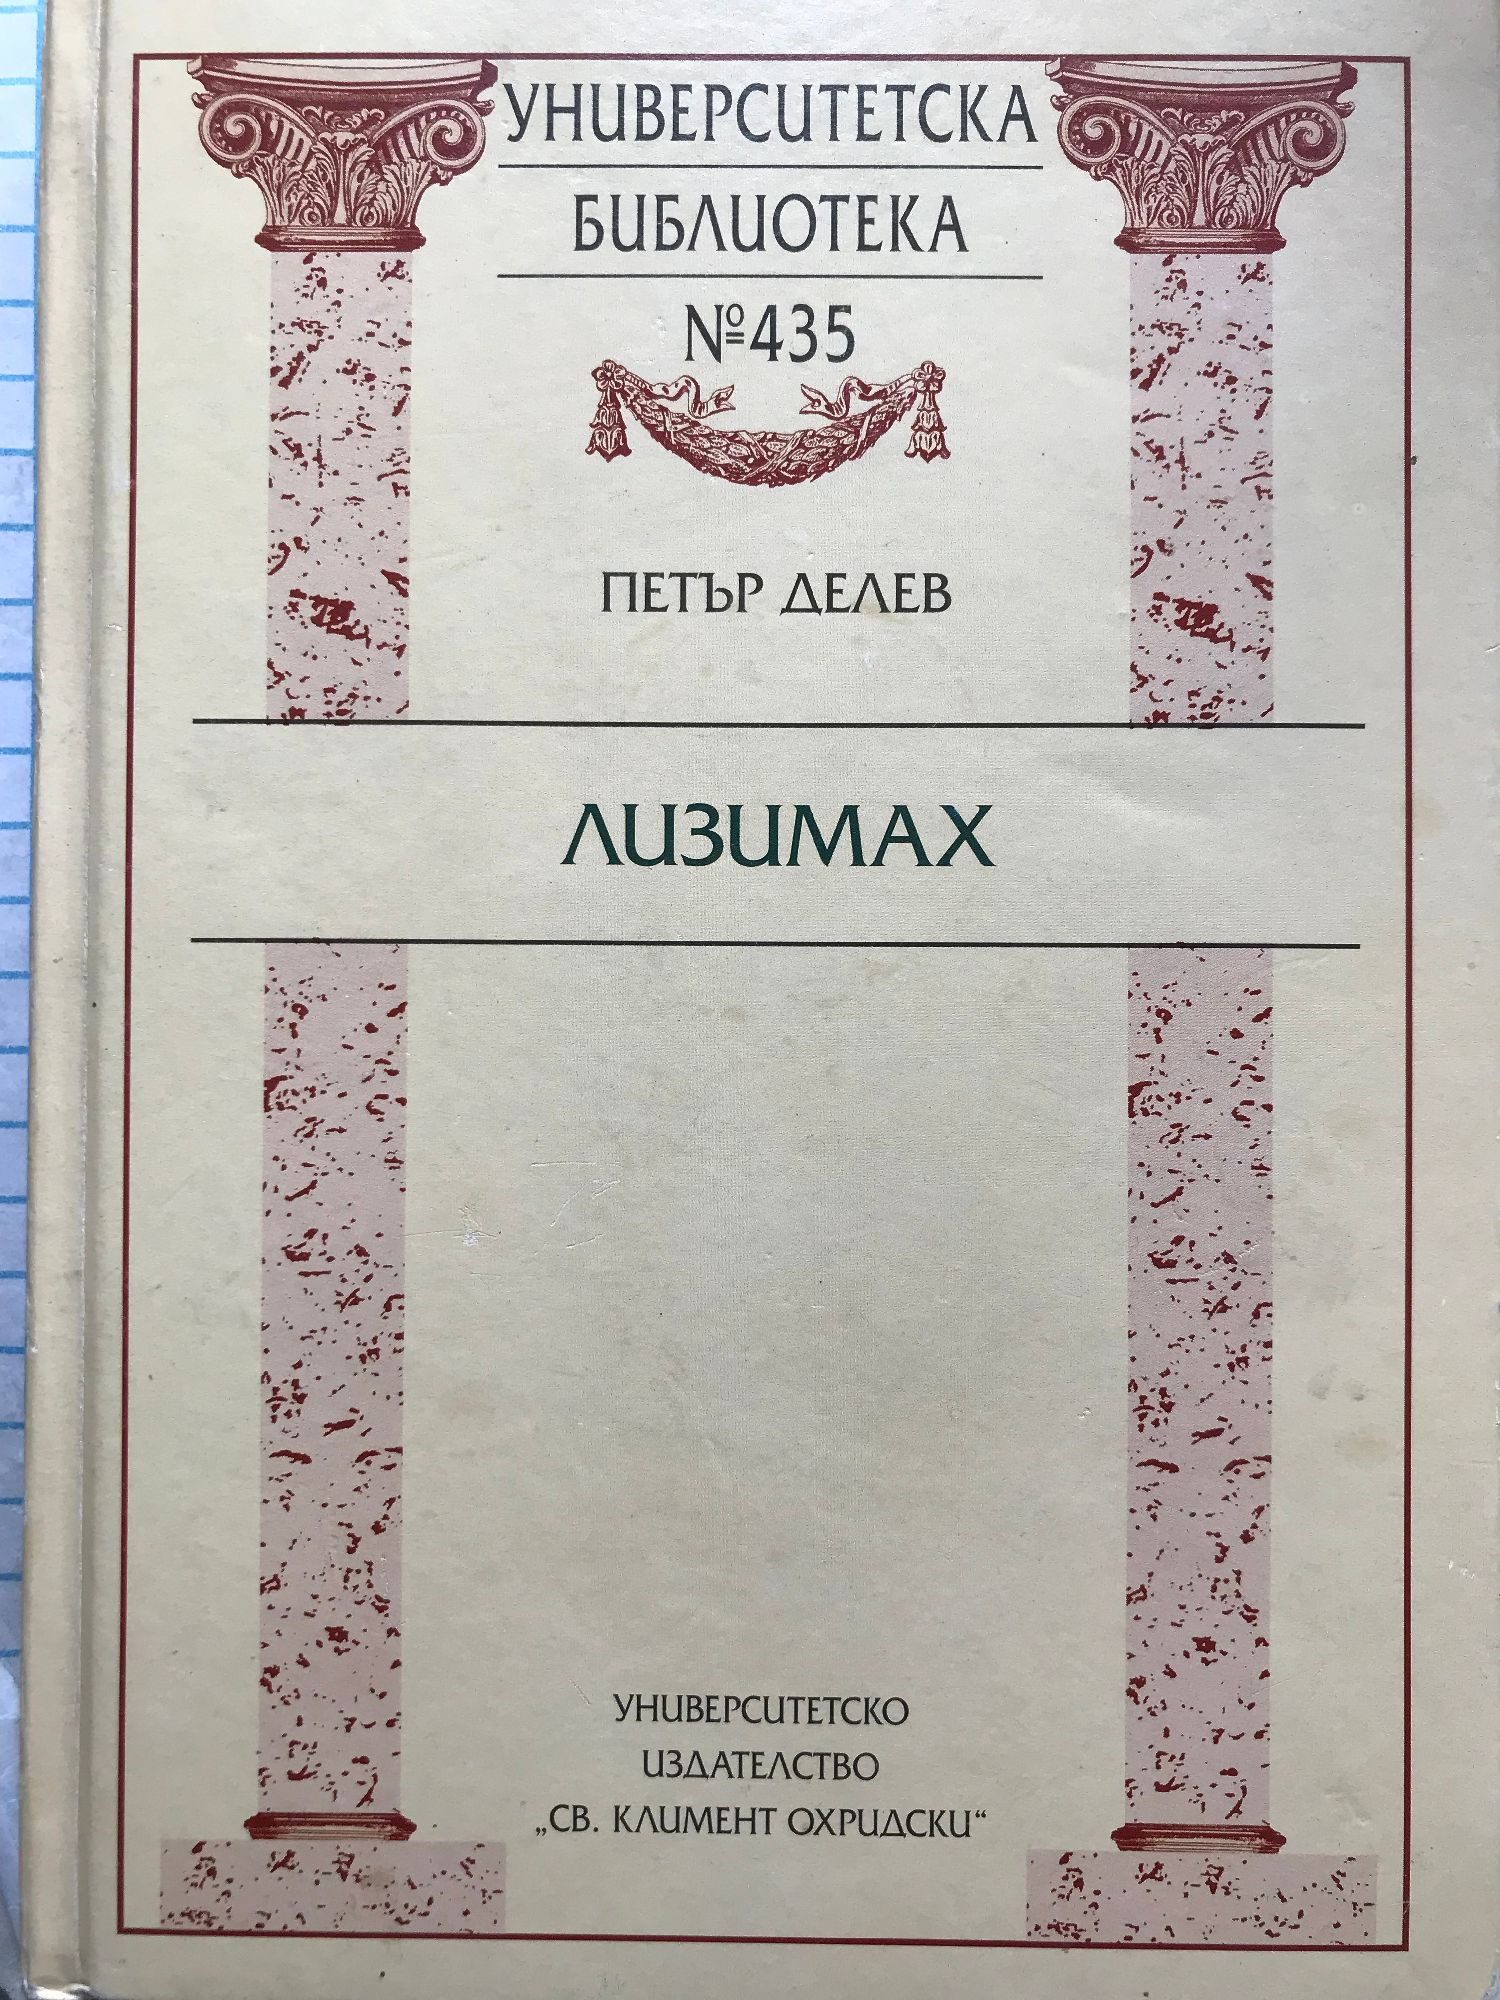 УНИВЕРСИТЕТСКА
БИБЛИОТЕКА
№435
ПЕТЪР ДЕЛЕВ
ЛИЗИМАХ
УНИВЕРСИТЕТСКО
ИЗДАТЕЛСТВО
„СВ. КЛИМЕНТ ОХРИДСКИ“